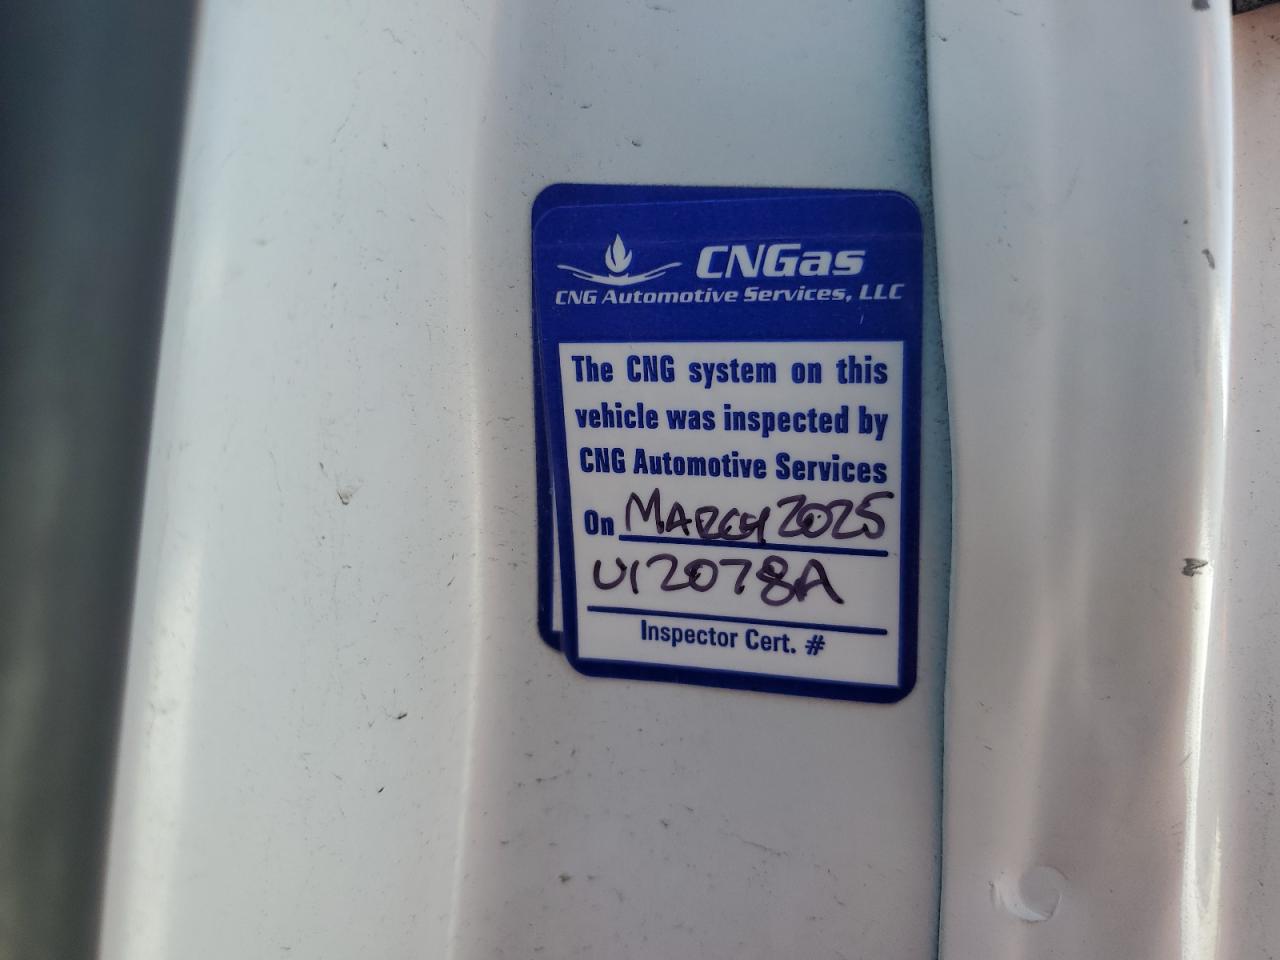 CNGas
CNG Automotive Services, LLC
The CNG system on this
vehicle was inspected by
CNG Automotive Services
On MARCH 2025
U12078A
Inspector Cert. #